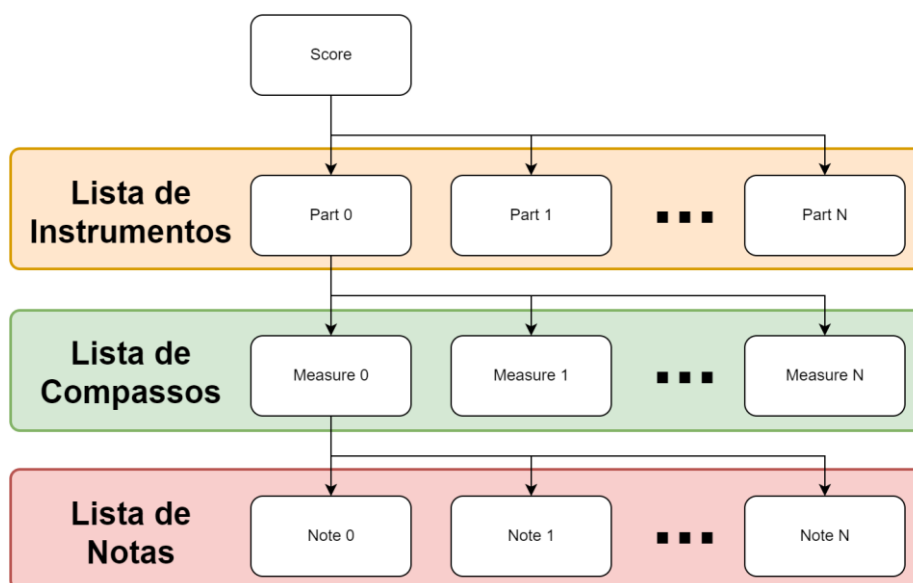 Score
Lista de
Instrumentos
Part 0
Part 1
Part N
Lista de
Compassos
Measure 0
Measure 1
Measure N
Lista de
Notas
Note 0
Note 1
Note N